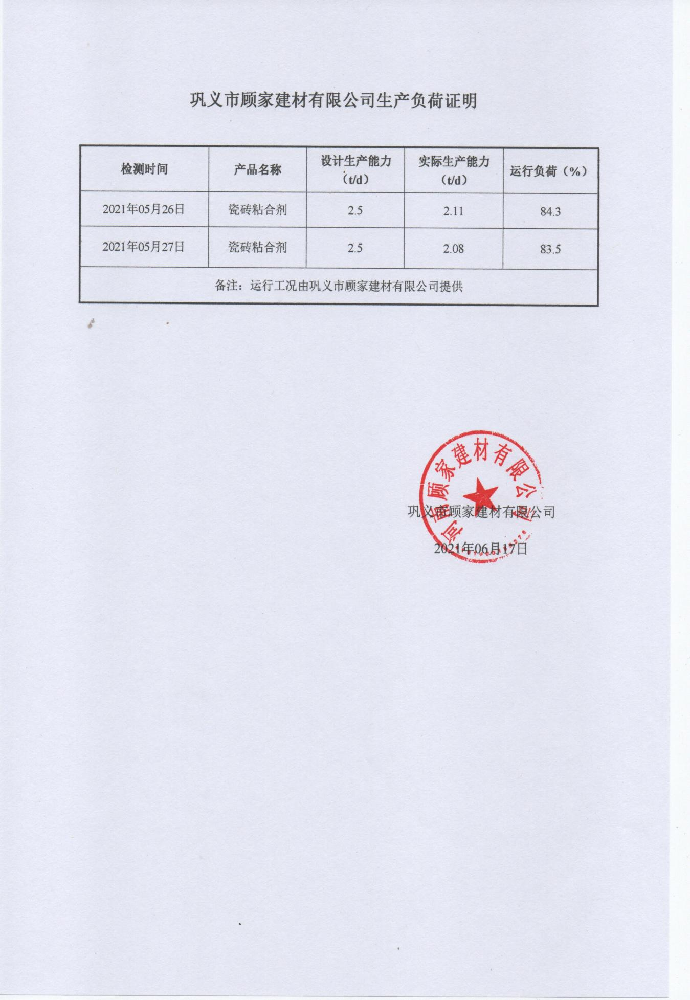 巩义市顾家建材有限公司生产负荷证明
检测时间 产品名称 设计生产能力（t/d） 实际生产能力（t/d） 运行负荷（%）
2021年05月26日 瓷砖粘合剂 2.5 2.11 84.3
2021年05月27日 瓷砖粘合剂 2.5 2.08 83.5
备注：运行工况由巩义市顾家建材有限公司提供
河南顾家建材有限公司
巩义市顾家建材有限公司
2021年06月17日